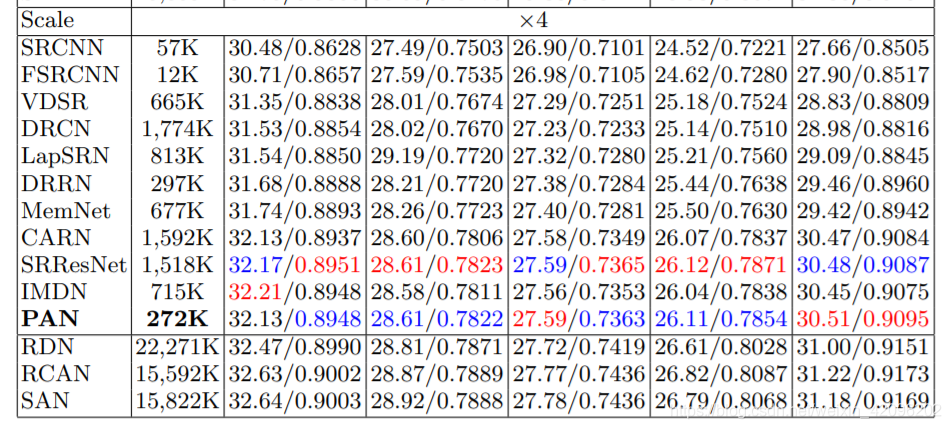 Scale ×4
SRCNN 57K 30.48/0.8628 27.49/0.7503 26.90/0.7101 24.52/0.7221 27.66/0.8505
FSRCNN 12K 30.71/0.8657 27.59/0.7535 26.98/0.7105 24.62/0.7280 27.90/0.8517
VDSR 665K 31.35/0.8838 28.01/0.7674 27.29/0.7251 25.18/0.7524 28.83/0.8809
DRCN 1,774K 31.53/0.8854 28.02/0.7670 27.23/0.7233 25.14/0.7510 28.98/0.8816
LapSRN 813K 31.54/0.8850 29.19/0.7720 27.32/0.7280 25.21/0.7560 29.09/0.8845
DRRN 297K 31.68/0.8888 28.21/0.7720 27.38/0.7284 25.44/0.7638 29.46/0.8960
MemNet 677K 31.74/0.8893 28.26/0.7723 27.40/0.7281 25.50/0.7630 29.42/0.8942
CARN 1,592K 32.13/0.8937 28.60/0.7806 27.58/0.7349 26.07/0.7837 30.47/0.9084
SRResNet 1,518K 32.17/0.8951 28.61/0.7823 27.59/0.7365 26.12/0.7871 30.48/0.9087
IMDN 715K 32.21/0.8948 28.58/0.7811 27.56/0.7353 26.04/0.7838 30.45/0.9075
PAN 272K 32.13/0.8948 28.61/0.7822 27.59/0.7363 26.11/0.7854 30.51/0.9095
RDN 22,271K 32.47/0.8990 28.81/0.7871 27.72/0.7419 26.61/0.8028 31.00/0.9151
RCAN 15,592K 32.63/0.9002 28.87/0.7889 27.77/0.7436 26.82/0.8087 31.22/0.9173
SAN 15,822K 32.64/0.9003 28.92/0.7888 27.78/0.7436 26.79/0.8068 31.18/0.9169